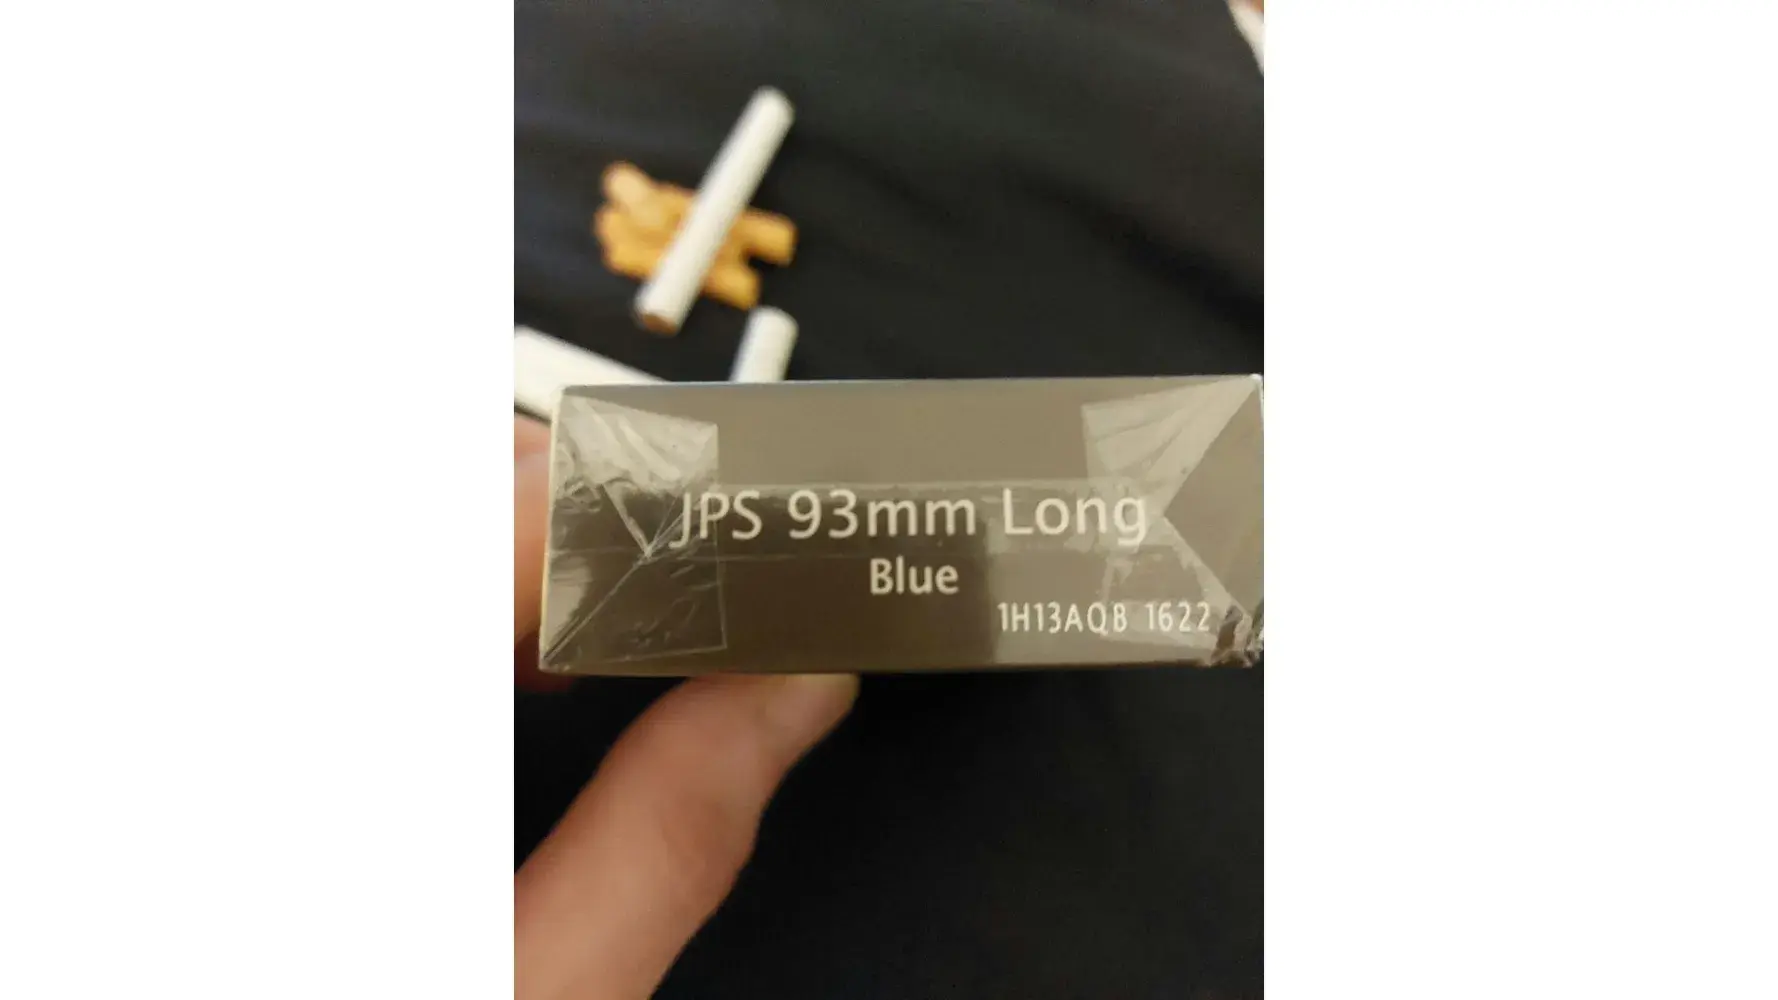 JPS 93mm Long
Blue
1H13AQB 1622